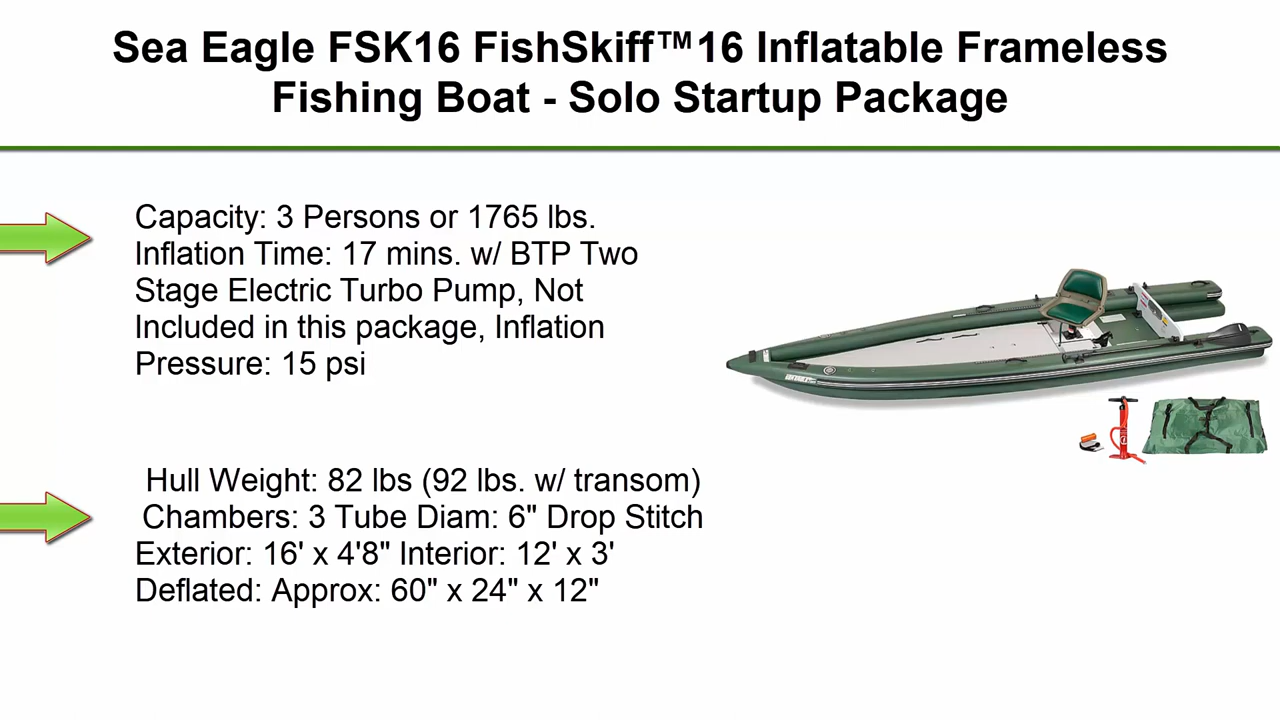 Sea Eagle FSK16 FishSkiff™16 Inflatable Frameless
Fishing Boat - Solo Startup Package
Capacity: 3 Persons or 1765 lbs.
Inflation Time: 17 mins. w/ BTP Two
Stage Electric Turbo Pump, Not
Included in this package, Inflation
Pressure: 15 psi
Hull Weight: 82 lbs (92 lbs. w/ transom)
Chambers: 3 Tube Diam: 6" Drop Stitch
Exterior: 16' x 4'8" Interior: 12' x 3'
Deflated: Approx: 60" x 24" x 12"